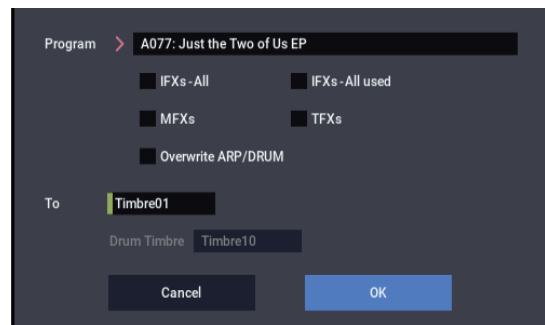 Program > A077: Just the Two of Us EP
IFXs-All IFXs-All used
MFXs TFXs
Overwrite ARP/DRUM
To Timbre01
Drum Timbre Timbre10
Cancel OK